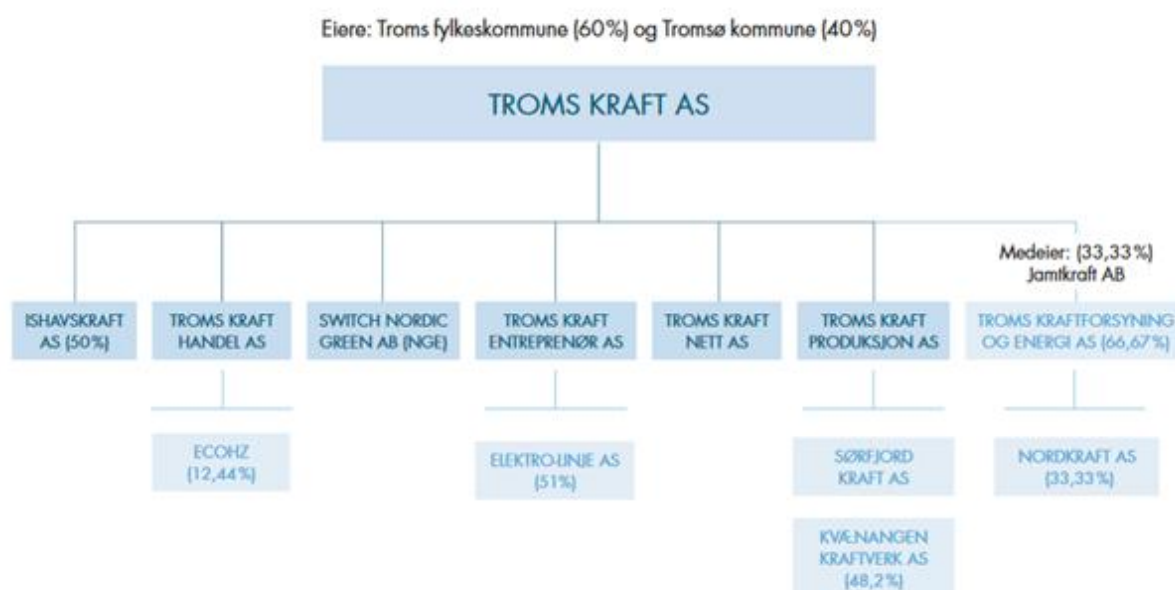 Eiere: Troms fylkeskommune (60%) og Tromsø kommune (40%)
TROMS KRAFT AS
Medeier: (33,33%)
Jamtkraft AB
ISHAVSKRAFT
AS (50%)
TROMS KRAFT
HANDEL AS
SWITCH NORDIC
GREEN AB (NGE)
TROMS KRAFT
ENTREPRENØR AS
TROMS KRAFT
NETT AS
TROMS KRAFT
PRODUKSJON AS
TROMS KRAFTFORSYNING
OG ENERGI AS (66,67%)
ECOHZ
(12,44%)
ELEKTRO-LINJE AS
(51%)
SØRFJORD
KRAFT AS
NORDKRAFT AS
(33,33%)
KVÆNANGEN
KRAFTVERK AS
(48,2%)